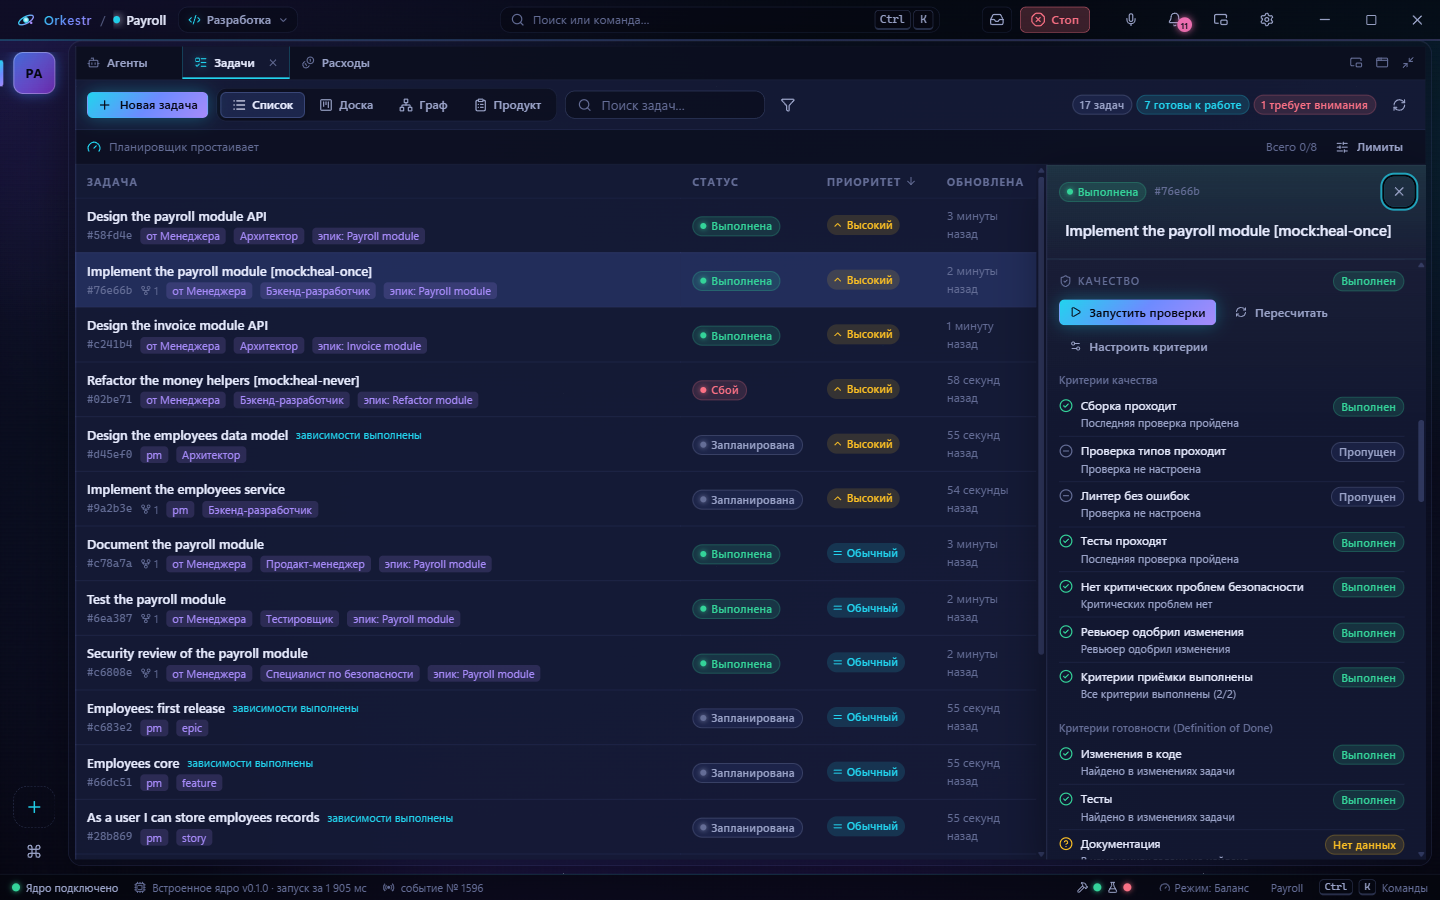 Orkestr / Payroll Разработка
Поиск или команда... Ctrl K
Стоп
11
PA
Агенты Задачи Расходы
Новая задача Список Доска Граф Продукт Поиск задач...
17 задач 7 готовы к работе 1 требует внимания
Планировщик простаивает
Всего 0/8 Лимиты
ЗАДАЧА СТАТУС ПРИОРИТЕТ ОБНОВЛЕНА
Design the payroll module API
#58fd4e от Менеджера Архитектор эпик: Payroll module
Выполнена Высокий 3 минуты назад
Implement the payroll module [mock:heal-once]
#76e66b 1 от Менеджера Бэкенд-разработчик эпик: Payroll module
Выполнена Высокий 2 минуты назад
Design the invoice module API
#c241b4 от Менеджера Архитектор эпик: Invoice module
Выполнена Высокий 1 минуту назад
Refactor the money helpers [mock:heal-never]
#02be71 от Менеджера Бэкенд-разработчик эпик: Refactor module
Сбой Высокий 58 секунд назад
Design the employees data model зависимости выполнены
#d45ef0 pm Архитектор
Запланирована Высокий 55 секунд назад
Implement the employees service
#9a2b3e 1 pm Бэкенд-разработчик
Запланирована Высокий 54 секунды назад
Document the payroll module
#c78a7a 1 от Менеджера Продакт-менеджер эпик: Payroll module
Выполнена Обычный 3 минуты назад
Test the payroll module
#6ea387 1 от Менеджера Тестировщик эпик: Payroll module
Выполнена Обычный 2 минуты назад
Security review of the payroll module
#c6808e 1 от Менеджера Специалист по безопасности эпик: Payroll module
Выполнена Обычный 2 минуты назад
Employees: first release зависимости выполнены
#c683e2 pm epic
Запланирована Обычный 55 секунд назад
Employees core зависимости выполнены
#66dc51 pm feature
Запланирована Обычный 55 секунд назад
As a user I can store employees records зависимости выполнены
#28b869 pm story
Запланирована Обычный 55 секунд назад
Выполнена #76e66b
Implement the payroll module [mock:heal-once]
КАЧЕСТВО Выполнен
Запустить проверки Пересчитать
Настроить критерии
Критерии качества
Сборка проходит Выполнен
Последняя проверка пройдена
Проверка типов проходит Пропущен
Проверка не настроена
Линтер без ошибок Пропущен
Проверка не настроена
Тесты проходят Выполнен
Последняя проверка пройдена
Нет критических проблем безопасности Выполнен
Критических проблем нет
Ревьюер одобрил изменения Выполнен
Ревьюер одобрил изменения
Критерии приёмки выполнены Выполнен
Все критерии выполнены (2/2)
Критерии готовности (Definition of Done)
Изменения в коде Выполнен
Найдено в изменениях задачи
Тесты Выполнен
Найдено в изменениях задачи
Документация Нет данных
Ядро подключено Встроенное ядро v0.1.0 · запуск за 1 905 мс событие № 1596
Режим: Баланс Payroll Ctrl K Команды